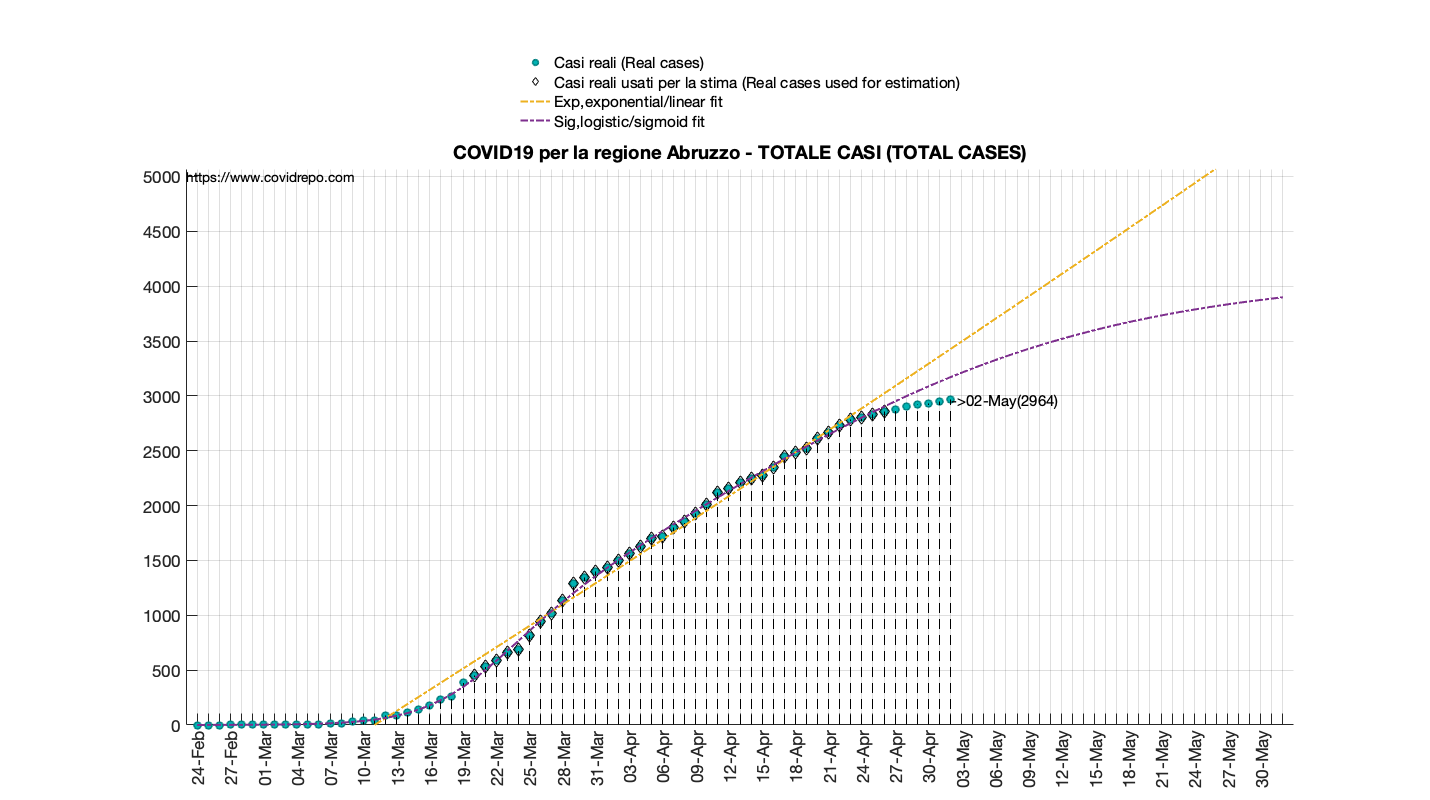 Casi reali (Real cases)
Casi reali usati per la stima (Real cases used for estimation)
Exp,exponential/linear fit
Sig,logistic/sigmoid fit
COVID19 per la regione Abruzzo - TOTALE CASI (TOTAL CASES)
https://www.covidrepo.com
5000
4500
4000
3500
3000
2500
2000
1500
1000
500
0
->02-May(2964)
24-Feb
27-Feb
01-Mar
04-Mar
07-Mar
10-Mar
13-Mar
16-Mar
19-Mar
22-Mar
25-Mar
28-Mar
31-Mar
03-Apr
06-Apr
09-Apr
12-Apr
15-Apr
18-Apr
21-Apr
24-Apr
27-Apr
30-Apr
03-May
06-May
09-May
12-May
15-May
18-May
21-May
24-May
27-May
30-May